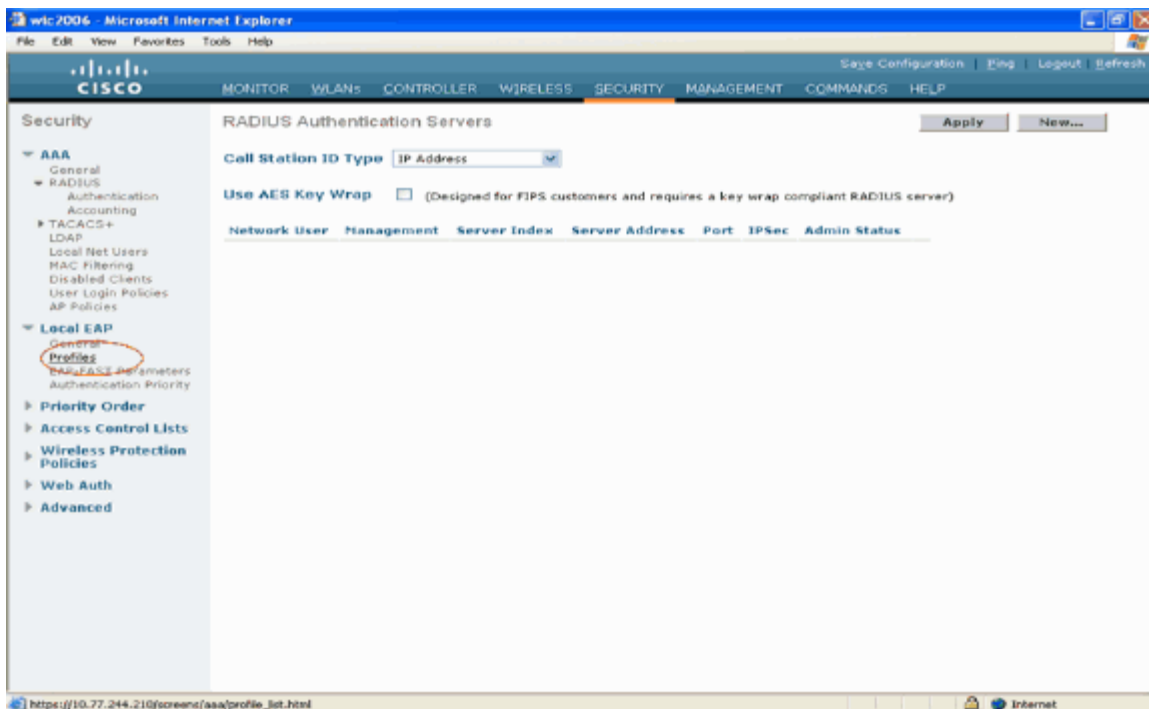 wlc2006 - Microsoft Internet Explorer
File Edit View Favorites Tools Help
Save Configuration | Ping | Logout | Refresh
CISCO
MONITOR WLANs CONTROLLER WIRELESS SECURITY MANAGEMENT COMMANDS HELP
Security
AAA
General
RADIUS
Authentication
Accounting
TACACS+
LDAP
Local Net Users
MAC Filtering
Disabled Clients
User Login Policies
AP Policies
Local EAP
General
Profiles
EAP-FAST Parameters
Authentication Priority
Priority Order
Access Control Lists
Wireless Protection
Policies
Web Auth
Advanced
RADIUS Authentication Servers
Apply New...
Call Station ID Type IP Address
Use AES Key Wrap (Designed for FIPS customers and requires a key wrap compliant RADIUS server)
Network User Management Server Index Server Address Port IPSec Admin Status
https://10.77.244.210/screens/aaa/profile_list.html
Internet